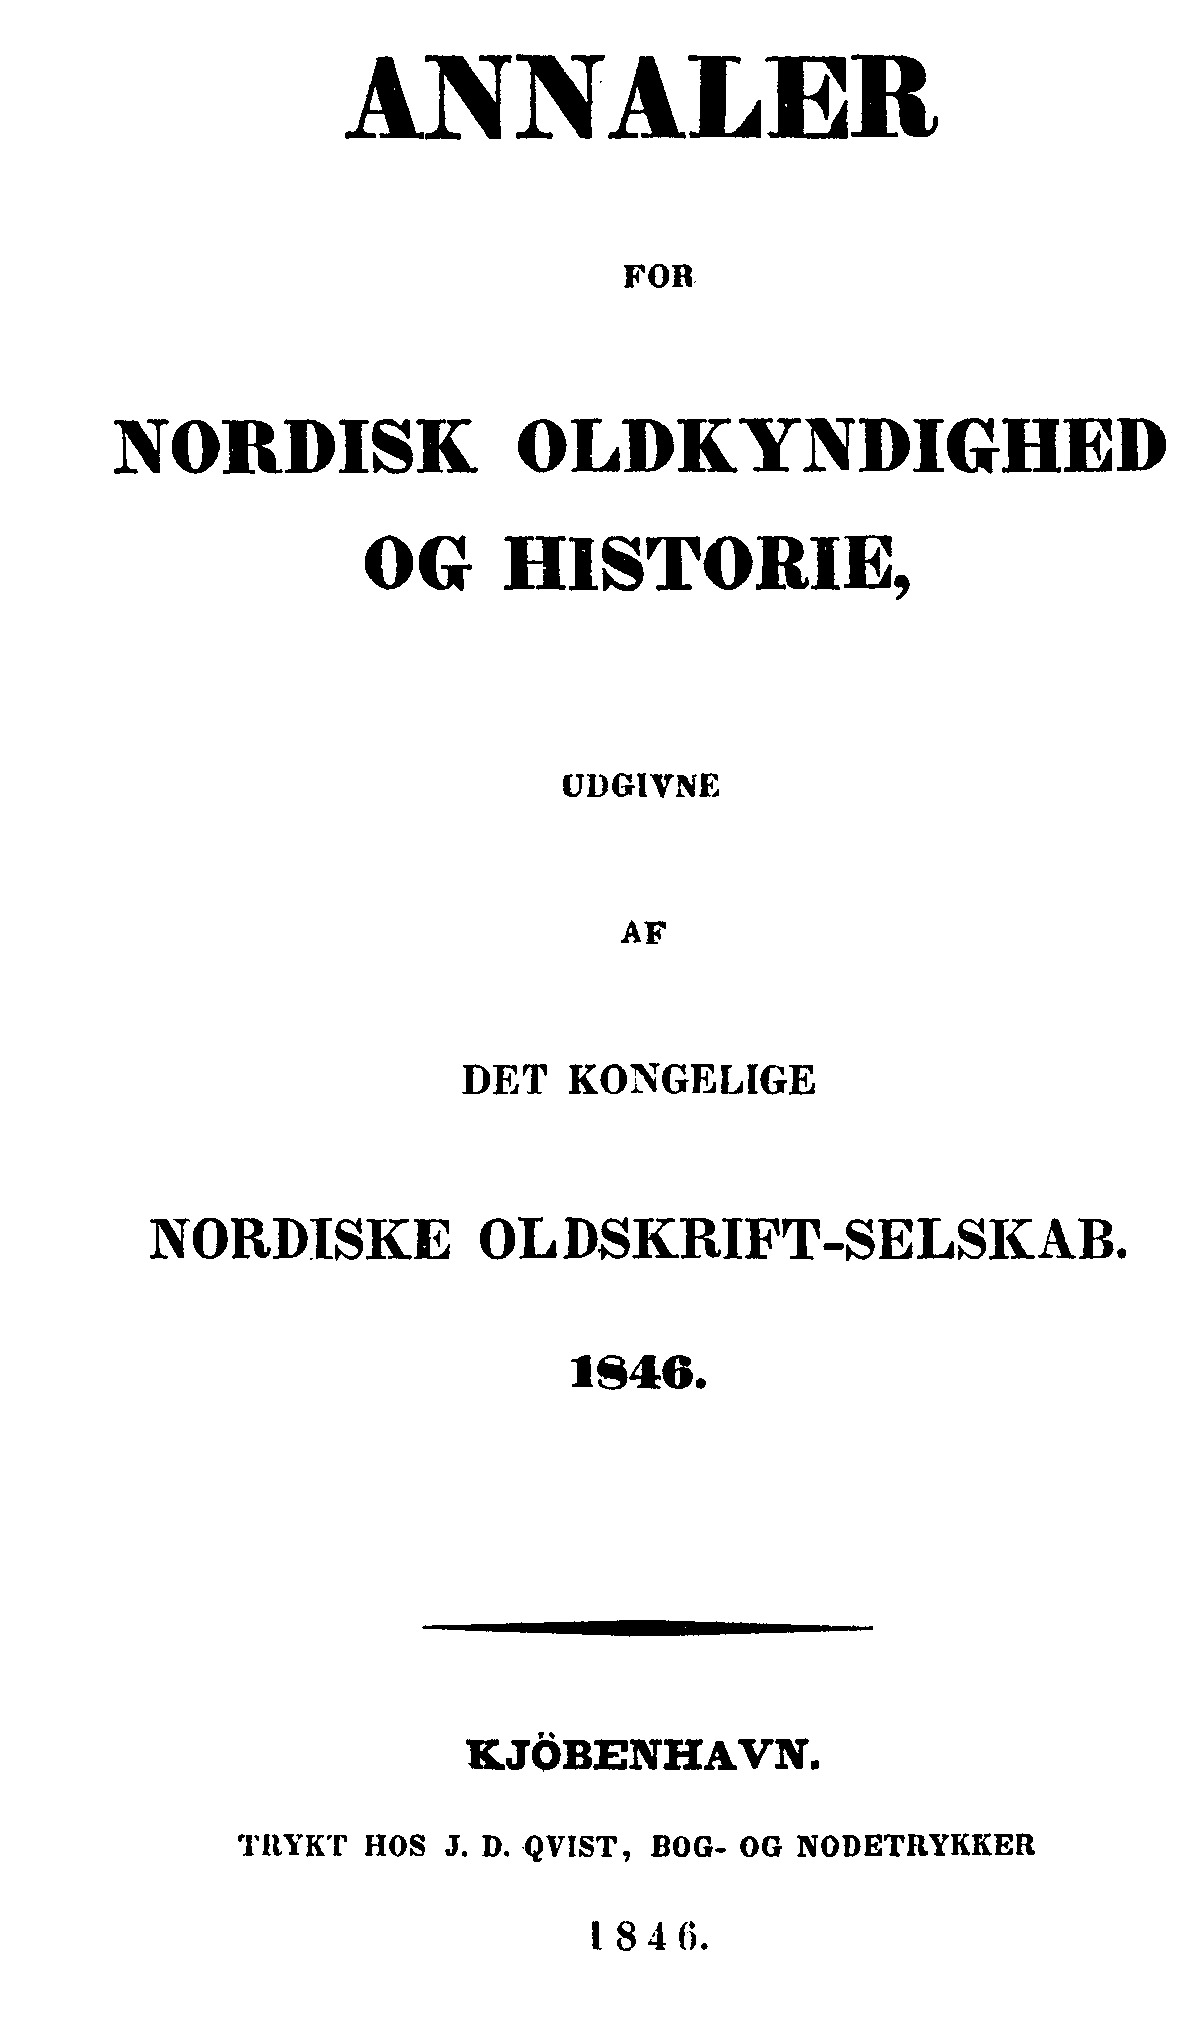 ANNALER
FOR
NORDISK OLDKYNDIGHED
OG HISTORIE,
UDGIVNE
AF
DET KONGELIGE
NORDISKE OLDSKRIFT-SELSKAB.
1846.
KJÖBENHAVN.
TRYKT HOS J. D. QVIST, BOG- OG NODETRYKKER
1846.